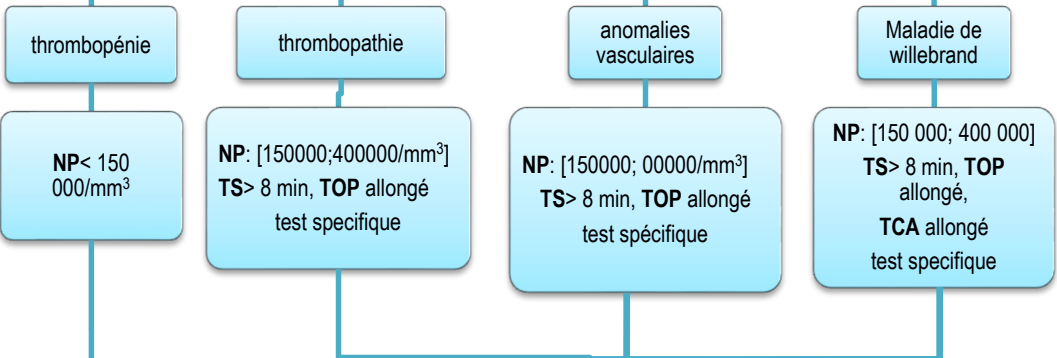 thrombopénie
thrombopathie
anomalies
vasculaires
Maladie de
willebrand
NP< 150
000/mm³
NP: [150000;400000/mm³]
TS> 8 min, TOP allongé
test specifique
NP: [150000; 00000/mm³]
TS> 8 min, TOP allongé
test spécifique
NP: [150 000; 400 000]
TS> 8 min, TOP
allongé,
TCA allongé
test specifique